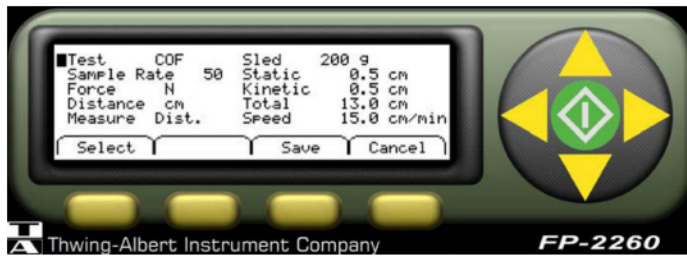 Test COF Sled 200 g
Sample Rate 50 Static 0.5 cm
Force N Kinetic 0.5 cm
Distance cm Total 13.0 cm
Measure Dist. Speed 15.0 cm/min
Select Save Cancel
TA Thwing-Albert Instrument Company FP-2260